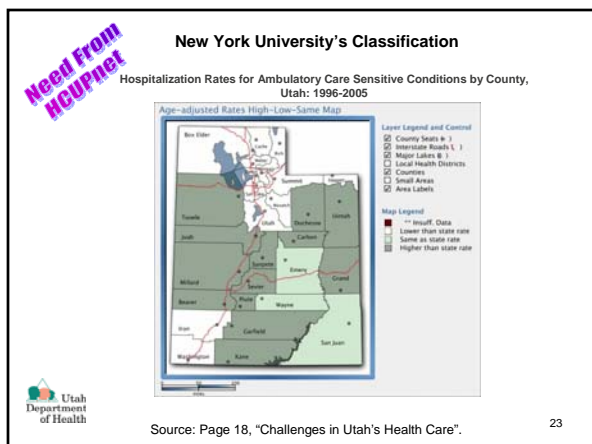 Need From
HCUPnet
New York University's Classification
Hospitalization Rates for Ambulatory Care Sensitive Conditions by County,
Utah: 1996-2005
Age-adjusted Rates High-Low-Same Map
Layer Legend and Control
County Seats
Interstate Roads
Major Lakes
Local Health Districts
Counties
Small Areas
Area Labels
Map Legend
** Insuff. Data
Lower than state rate
Same as state rate
Higher than state rate
Box Elder
Cache
Summit
Tooele
Utah
Wasatch
Duchesne
Uintah
Juab
Carbon
Millard
Sanpete
Emery
Grand
Sevier
Beaver
Piute
Wayne
Iron
Garfield
San Juan
Washington
Kane
Utah
Department
of Health
Source: Page 18, "Challenges in Utah's Health Care".
23